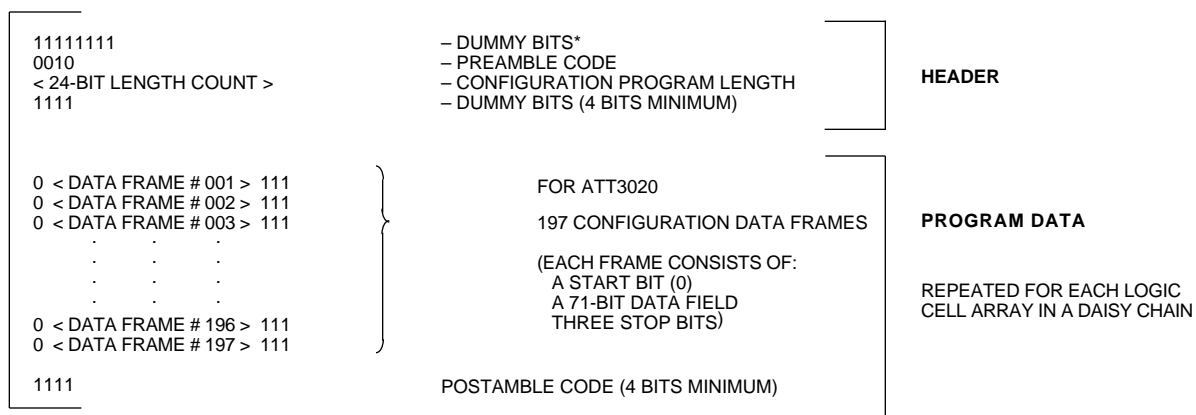 11111111 – DUMMY BITS*
0010 – PREAMBLE CODE
< 24-BIT LENGTH COUNT > – CONFIGURATION PROGRAM LENGTH
1111 – DUMMY BITS (4 BITS MINIMUM)
HEADER
0 < DATA FRAME # 001 > 111
0 < DATA FRAME # 002 > 111
0 < DATA FRAME # 003 > 111
. . .
. . .
. . .
. . .
0 < DATA FRAME # 196 > 111
0 < DATA FRAME # 197 > 111
FOR ATT3020
197 CONFIGURATION DATA FRAMES
(EACH FRAME CONSISTS OF:
A START BIT (0)
A 71-BIT DATA FIELD
THREE STOP BITS)
PROGRAM DATA
REPEATED FOR EACH LOGIC
CELL ARRAY IN A DAISY CHAIN
1111 POSTAMBLE CODE (4 BITS MINIMUM)